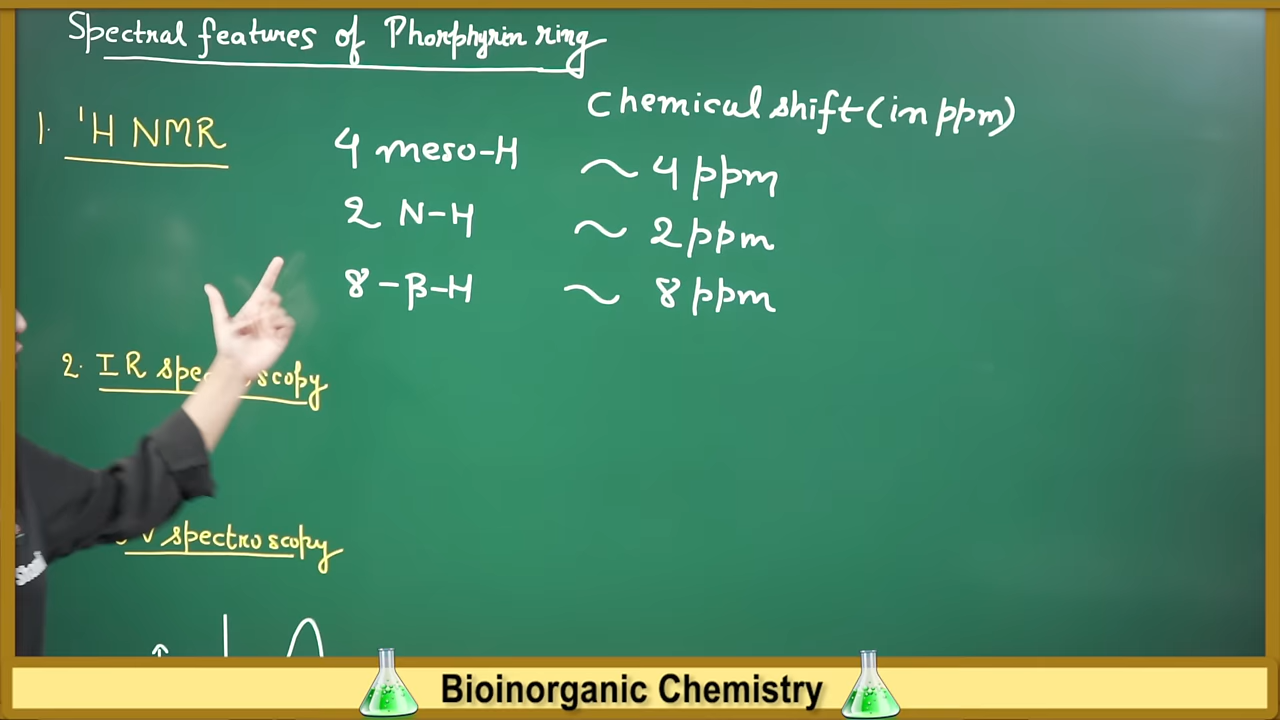 Spectral features of Phorphyrin ring
Chemical shift (in ppm)
1. ¹H NMR
4 meso-H ~ 4 ppm
2 N-H ~ 2 ppm
8-β-H ~ 8 ppm
2. IR spectroscopy
V spectroscopy
Bioinorganic Chemistry